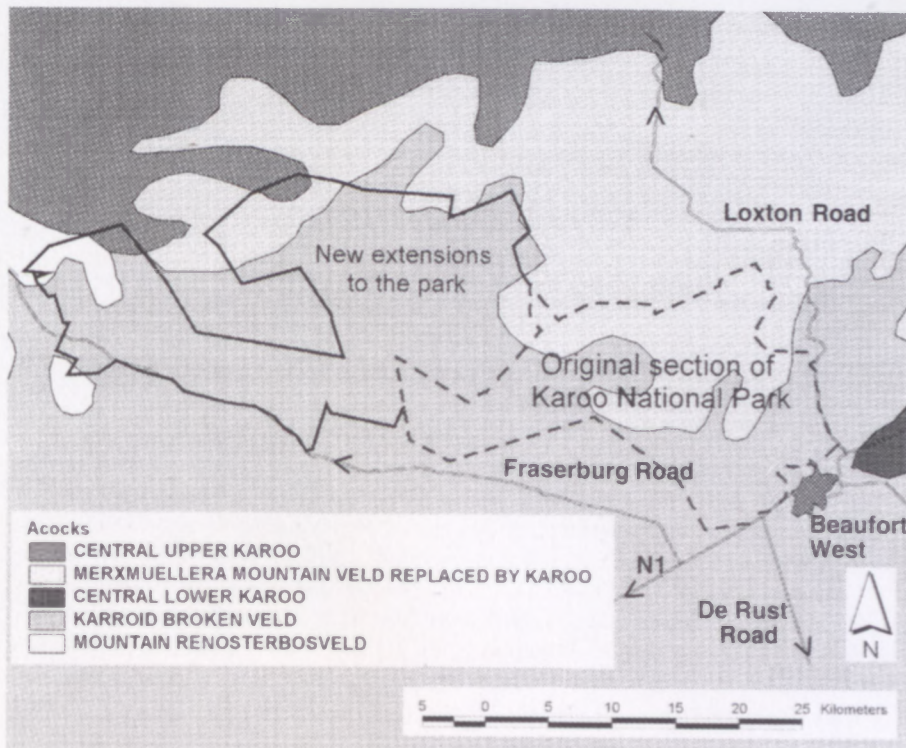 Loxton Road
New extensions
to the park
Original section of
Karoo National Park
Fraserburg Road
Beaufort
West
N1
De Rust
Road
N
Acocks
CENTRAL UPPER KAROO
MERXMUELLERA MOUNTAIN VELD REPLACED BY KAROO
CENTRAL LOWER KAROO
KARROID BROKEN VELD
MOUNTAIN RENOSTERBOSVELD
5 0 5 10 15 20 25 Kilometers